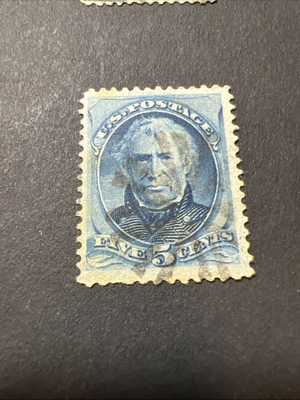 U.S. POSTAGE
FIVE 5 CENTS